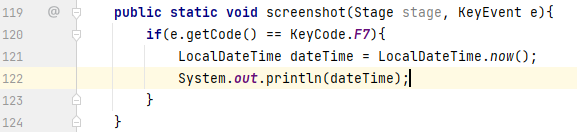 119 @ public static void screenshot(Stage stage, KeyEvent e){
120 if(e.getCode() == KeyCode.F7){
121 LocalDateTime dateTime = LocalDateTime.now();
122 System.out.println(dateTime);
123 }
124 }